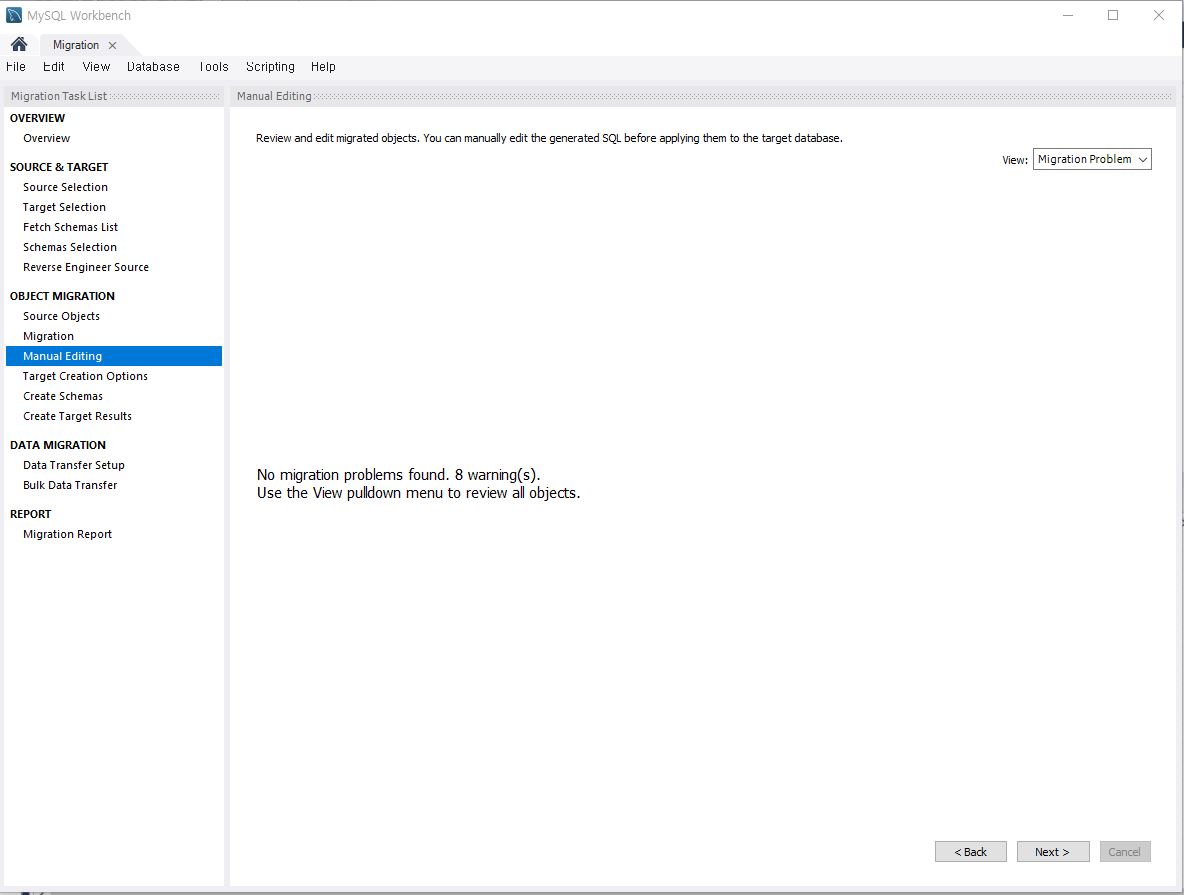 MySQL Workbench
Migration
File Edit View Database Tools Scripting Help
Migration Task List
OVERVIEW
Overview
SOURCE & TARGET
Source Selection
Target Selection
Fetch Schemas List
Schemas Selection
Reverse Engineer Source
OBJECT MIGRATION
Source Objects
Migration
Manual Editing
Target Creation Options
Create Schemas
Create Target Results
DATA MIGRATION
Data Transfer Setup
Bulk Data Transfer
REPORT
Migration Report
Manual Editing
Review and edit migrated objects. You can manually edit the generated SQL before applying them to the target database.
View: Migration Problem
No migration problems found. 8 warning(s).
Use the View pulldown menu to review all objects.
< Back Next > Cancel